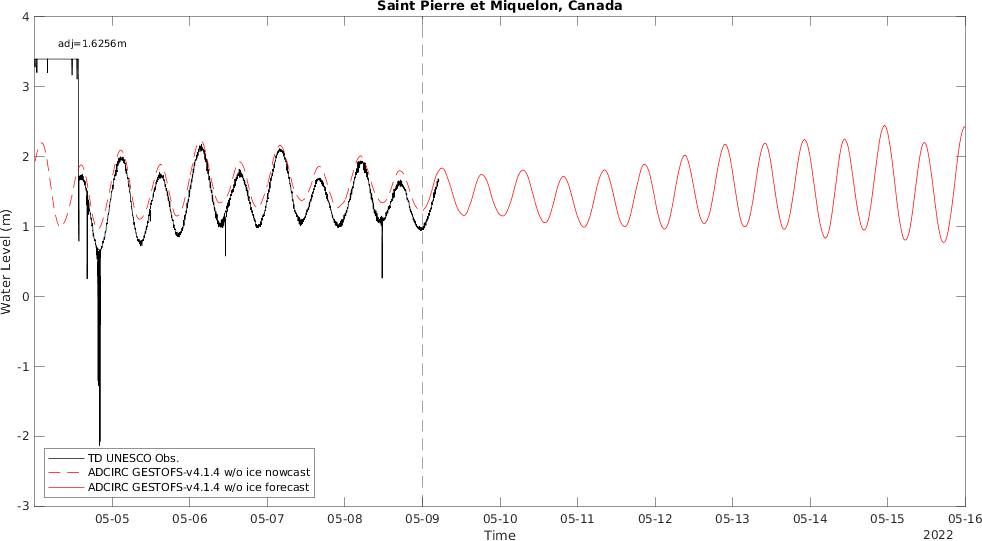 Saint Pierre et Miquelon, Canada
adj=1.6256m
Water Level (m)
4
3
2
1
0
-1
-2
-3
TD UNESCO Obs.
ADCIRC GESTOFS-v4.1.4 w/o ice nowcast
ADCIRC GESTOFS-v4.1.4 w/o ice forecast
05-05 05-06 05-07 05-08 05-09 05-10 05-11 05-12 05-13 05-14 05-15 05-16
Time
2022